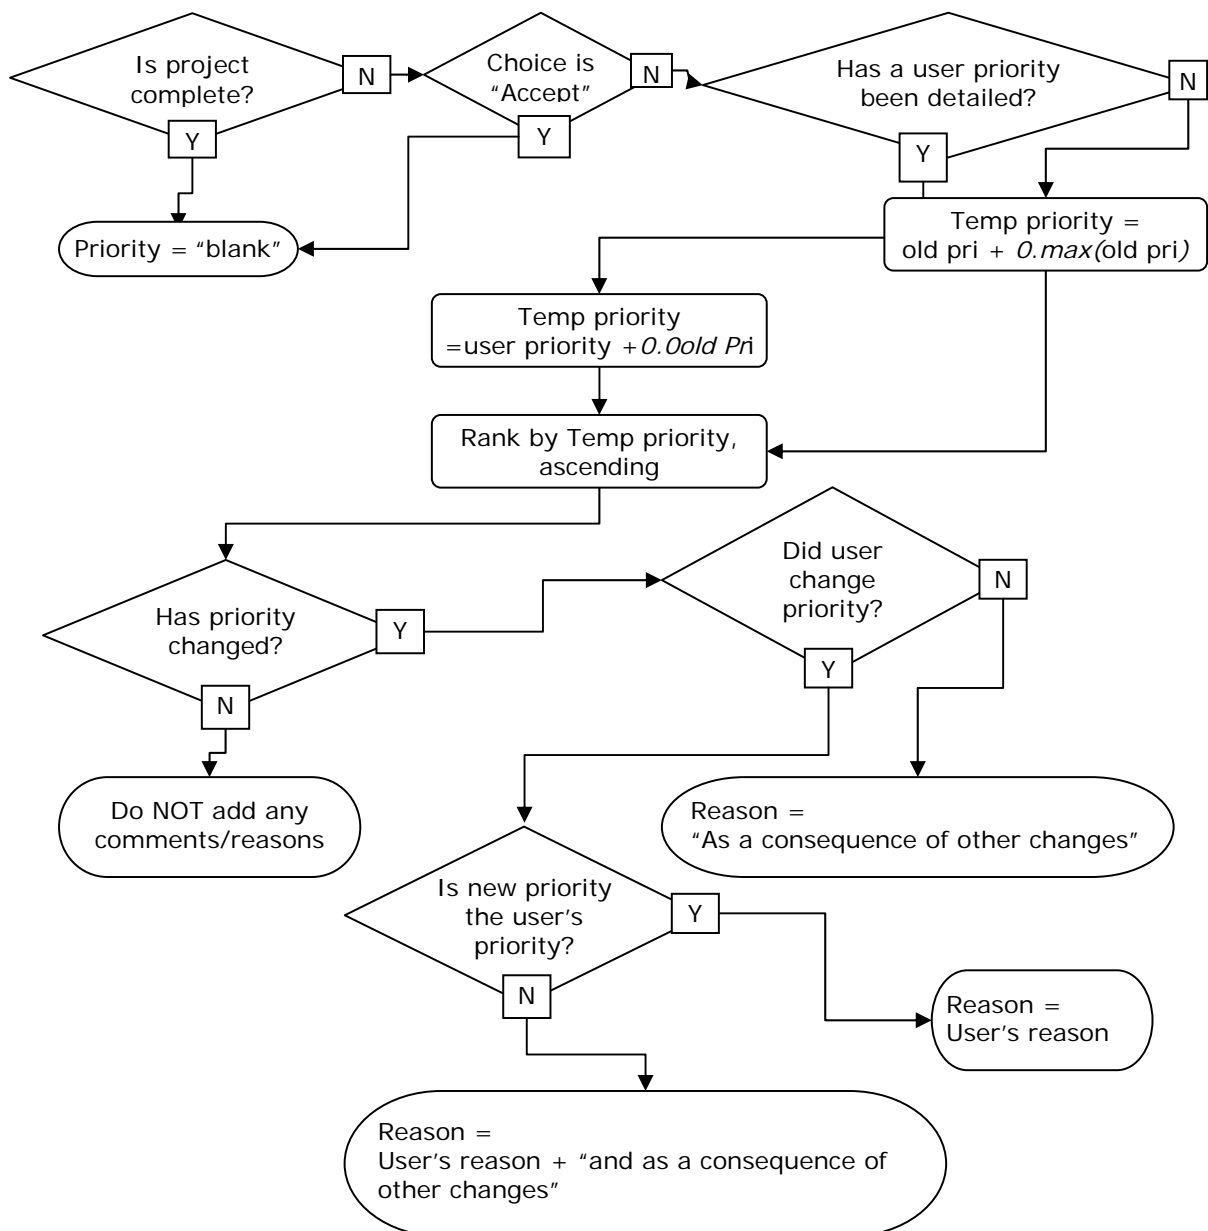 Is project
complete?
N
Y
Choice is
"Accept"
N
Y
Has a user priority
been detailed?
N
Y
Priority = "blank"
Temp priority =
old pri + 0.max(old pri)
Temp priority
=user priority +0.0old Pri
Rank by Temp priority,
ascending
Has priority
changed?
Y
N
Did user
change
priority?
N
Y
Do NOT add any
comments/reasons
Reason =
"As a consequence of other changes"
Is new priority
the user's
priority?
Y
N
Reason =
User's reason
Reason =
User's reason + "and as a consequence of
other changes"